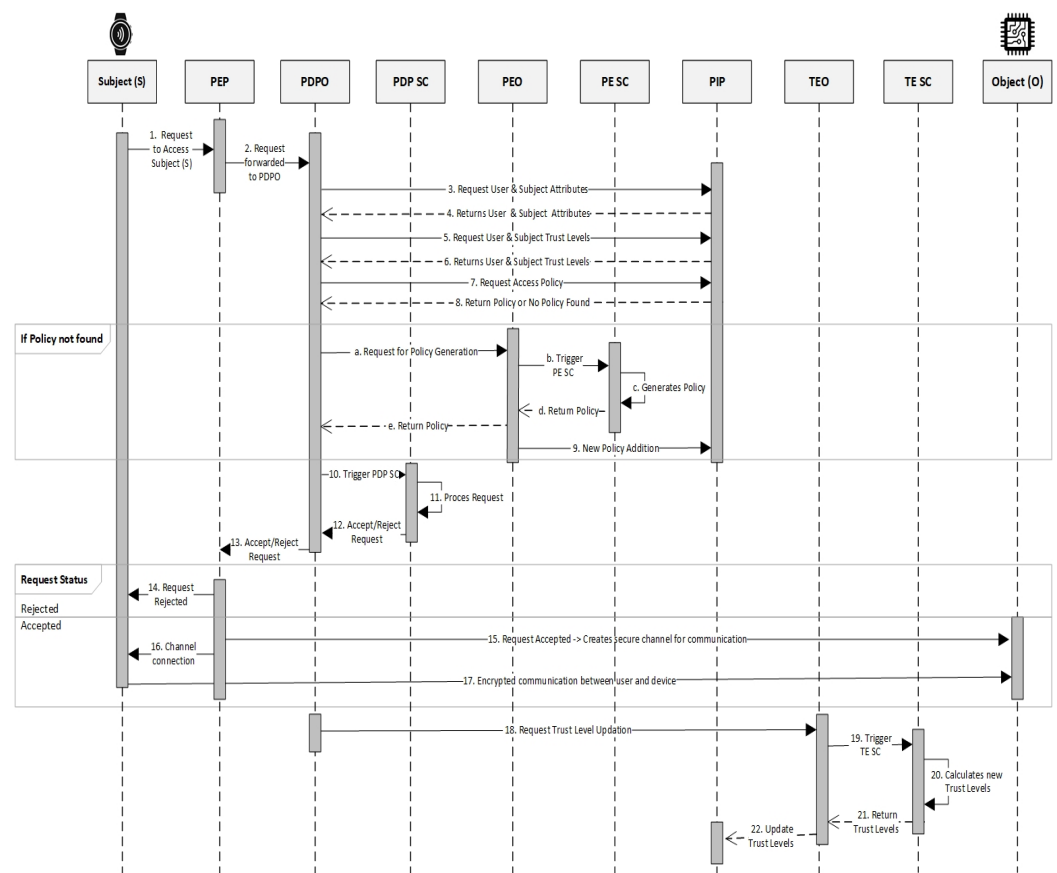 Subject (S)
PEP
PDPO
PDP SC
PEO
PE SC
PIP
TEO
TE SC
Object (O)
1. Request
to Access
Subject (S)
2. Request
forwarded
to PDPO
3. Request User & Subject Attributes
4. Returns User & Subject Attributes
5. Request User & Subject Trust Levels
6. Returns User & Subject Trust Levels
7. Request Access Policy
8. Return Policy or No Policy Found
If Policy not found
a. Request for Policy Generation
b. Trigger
PE SC
c. Generates Policy
d. Return Policy
e. Return Policy
9. New Policy Addition
10. Trigger PDP SC
11. Proces Request
12. Accept/Reject
Request
13. Accept/Reject
Request
Request Status
14. Request
Rejected
Rejected
Accepted
15. Request Accepted -> Creates secure channel for communication
16. Channel
connection
17. Encrypted communication between user and device
18. Request Trust Level Updation
19. Trigger
TE SC
20. Calculates new
Trust Levels
21. Return
Trust Levels
22. Update
Trust Levels